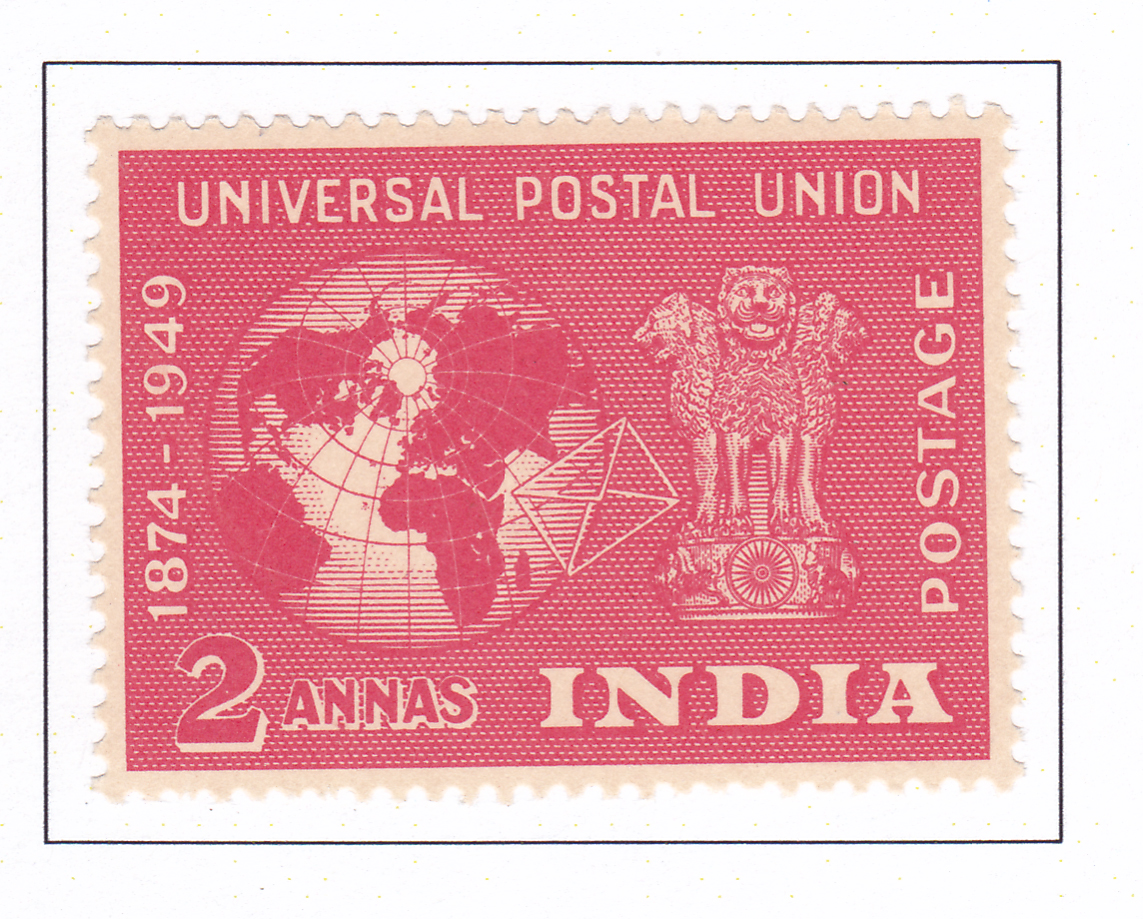 UNIVERSAL POSTAL UNION
1874-1949
POSTAGE
2 ANNAS
INDIA